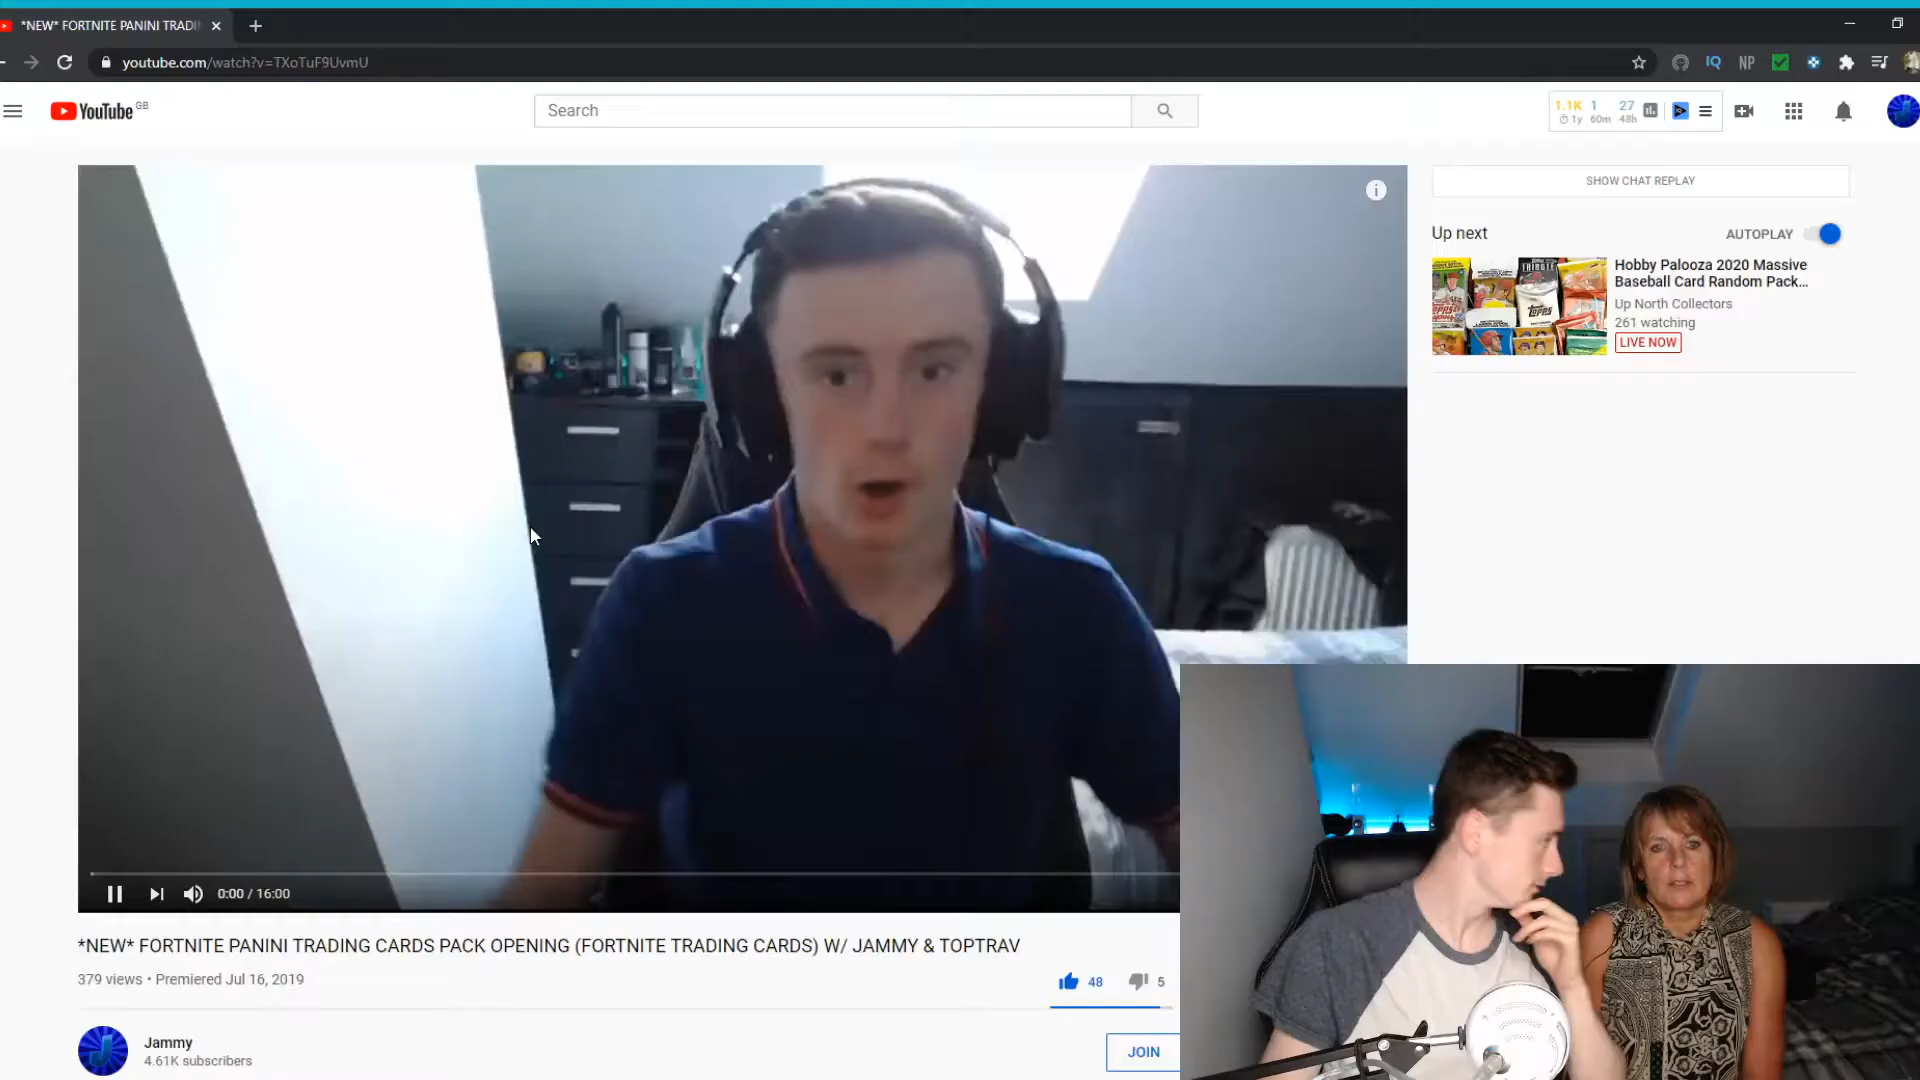 *NEW* FORTNITE PANINI TRADI
youtube.com/watch?v=TXoTuF9UvmU
IQ
NP
YouTube GB
Search
1.1K 1 27
1y 60m 48h
SHOW CHAT REPLAY
Up next
AUTOPLAY
Hobby Palooza 2020 Massive
Baseball Card Random Pack...
Up North Collectors
261 watching
LIVE NOW
0:00 / 16:00
*NEW* FORTNITE PANINI TRADING CARDS PACK OPENING (FORTNITE TRADING CARDS) W/ JAMMY & TOPTRAV
379 views • Premiered Jul 16, 2019
48
5
Jammy
4.61K subscribers
JOIN